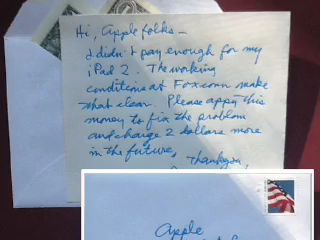 Hi, Apple folks—
I didn't pay enough for my
iPad 2. The working
conditions at Foxconn make
that clear. Please apply this
money to fix the problem
and charge 2 dollars more
in the future,
Thank you,
Apple